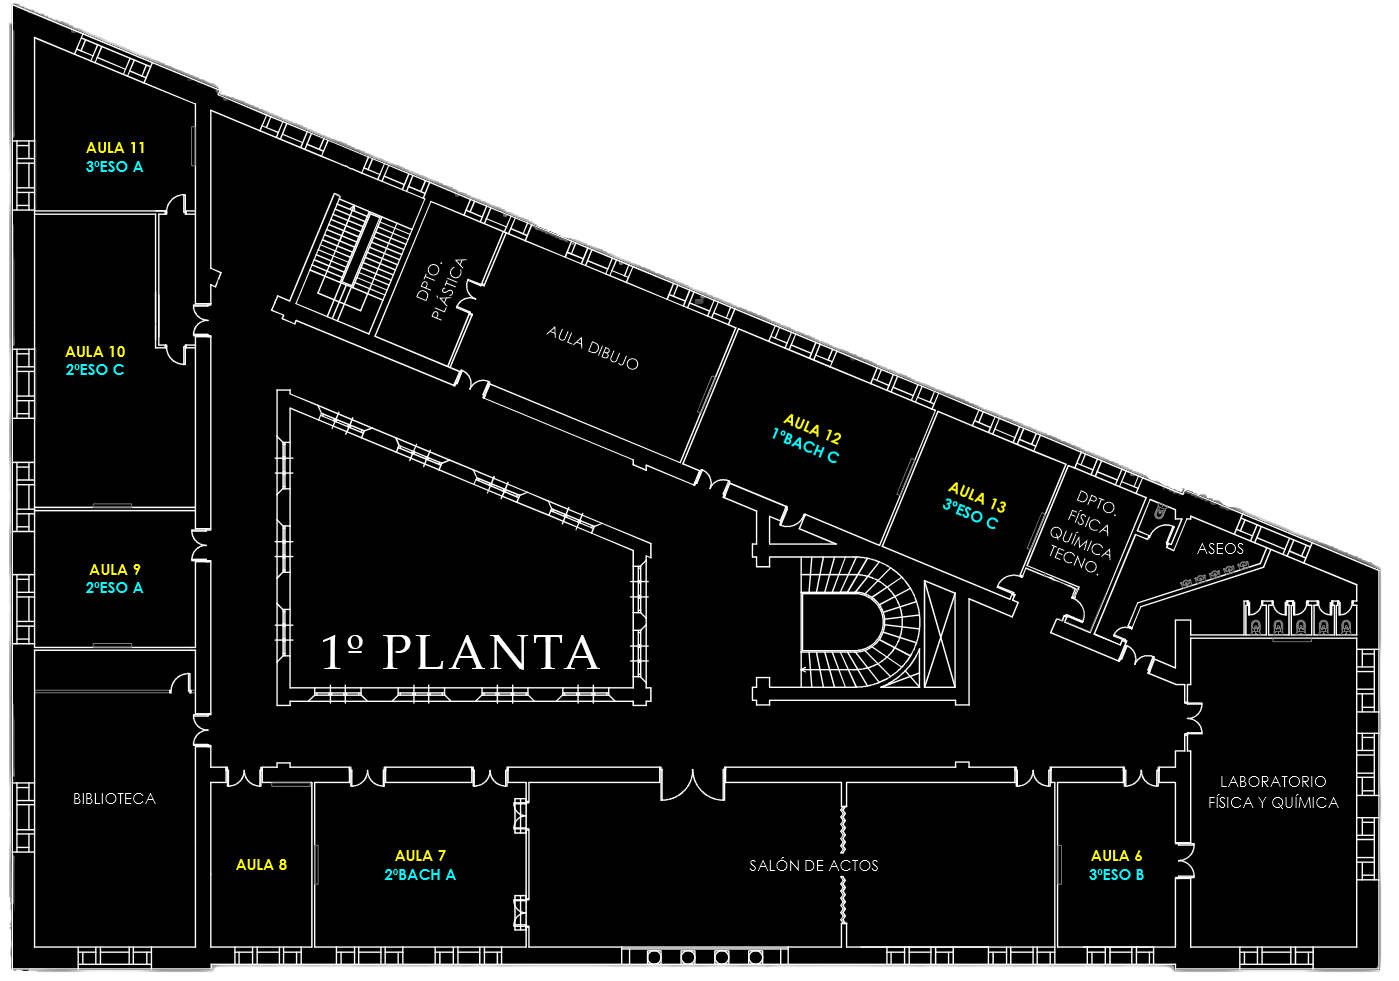 AULA 11
3ºESO A
DPTO.
PLÁSTICA
AULA DIBUJO
AULA 10
2ºESO C
AULA 12
1ºBACH C
AULA 13
3ºESO C
DPTO.
FÍSICA
QUÍMICA
TECNO.
ASEOS
AULA 9
2ºESO A
1º PLANTA
BIBLIOTECA
LABORATORIO
FÍSICA Y QUÍMICA
AULA 8
AULA 7
2ºBACH A
SALÓN DE ACTOS
AULA 6
3ºESO B